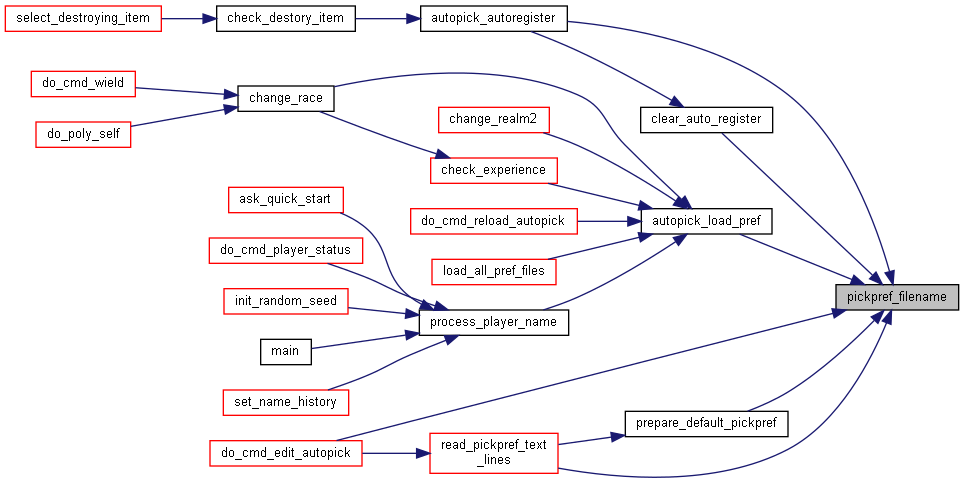 select_destroying_item
check_destory_item
autopick_autoregister
do_cmd_wield
change_race
do_poly_self
change_realm2
clear_auto_register
check_experience
ask_quick_start
do_cmd_reload_autopick
autopick_load_pref
do_cmd_player_status
load_all_pref_files
init_random_seed
pickpref_filename
process_player_name
main
set_name_history
prepare_default_pickpref
do_cmd_edit_autopick
read_pickpref_text
_lines